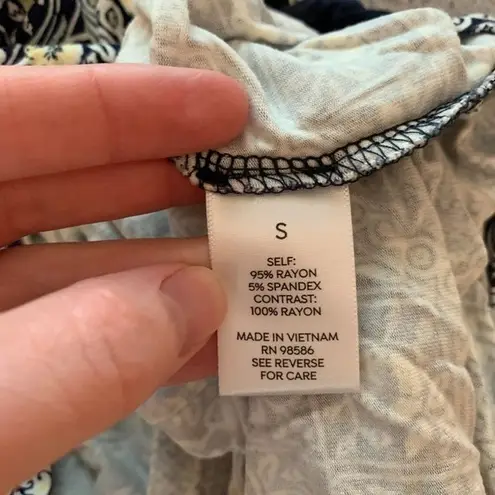 S
SELF:
95% RAYON
5% SPANDEX
CONTRAST:
100% RAYON
MADE IN VIETNAM
RN 98586
SEE REVERSE
FOR CARE